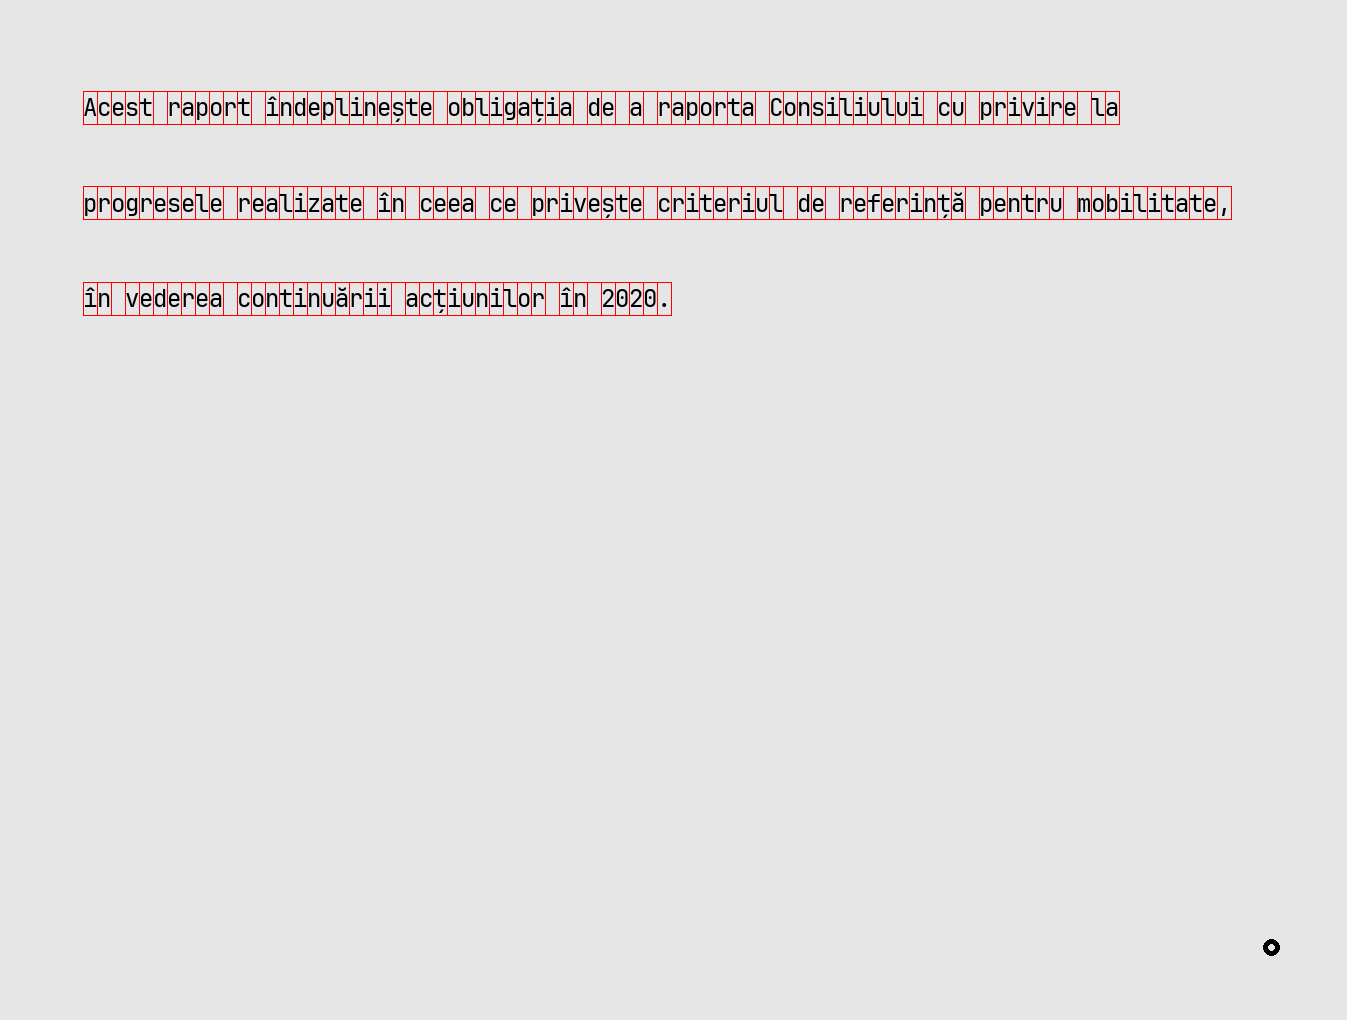 Acest raport îndeplinește obligația de a raporta Consiliului cu privire la
progresele realizate în ceea ce privește criteriul de referință pentru mobilitate,
în vederea continuării acțiunilor în 2020.